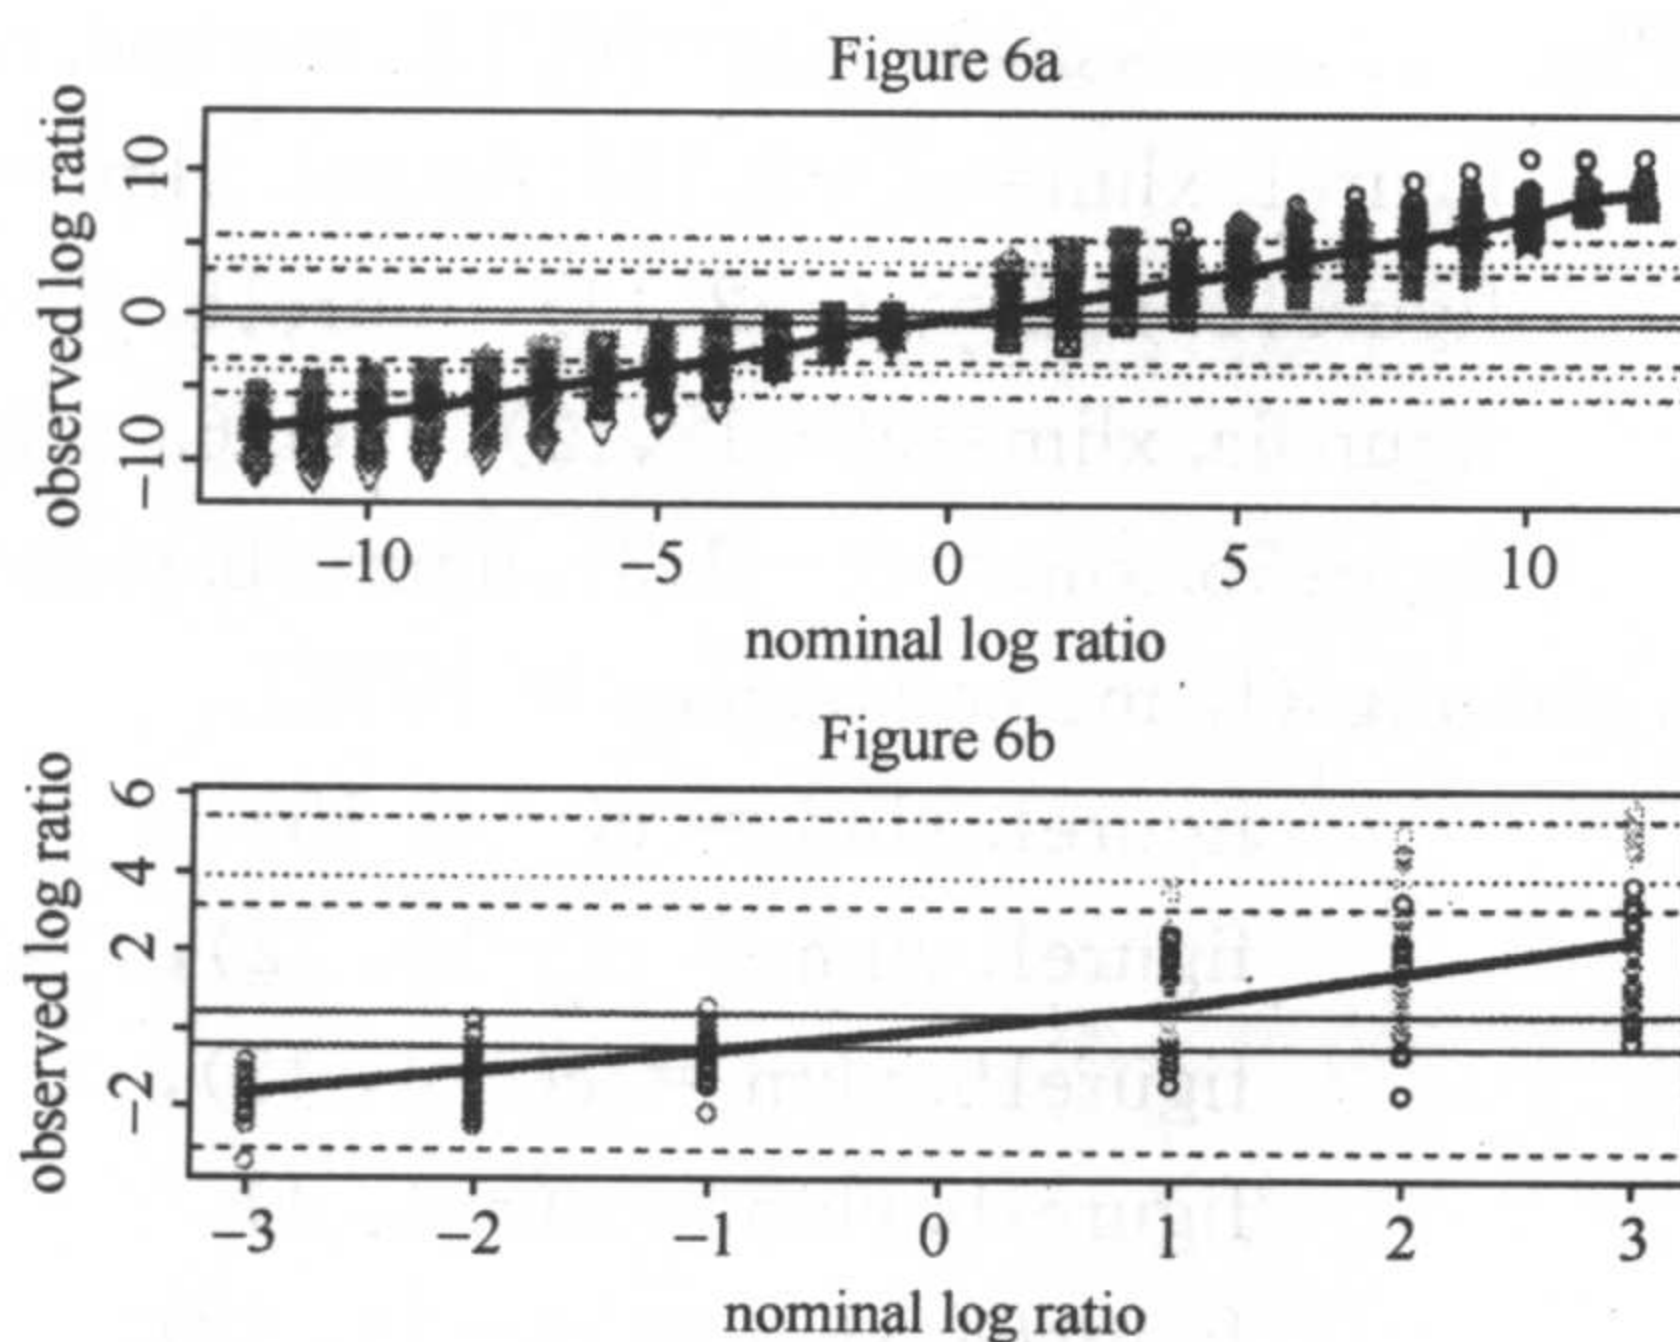 Figure 6a
observed log ratio
10
0
−10
−10 −5 0 5 10
nominal log ratio
Figure 6b
observed log ratio
6
4
2
−2
−3 −2 −1 0 1 2 3
nominal log ratio